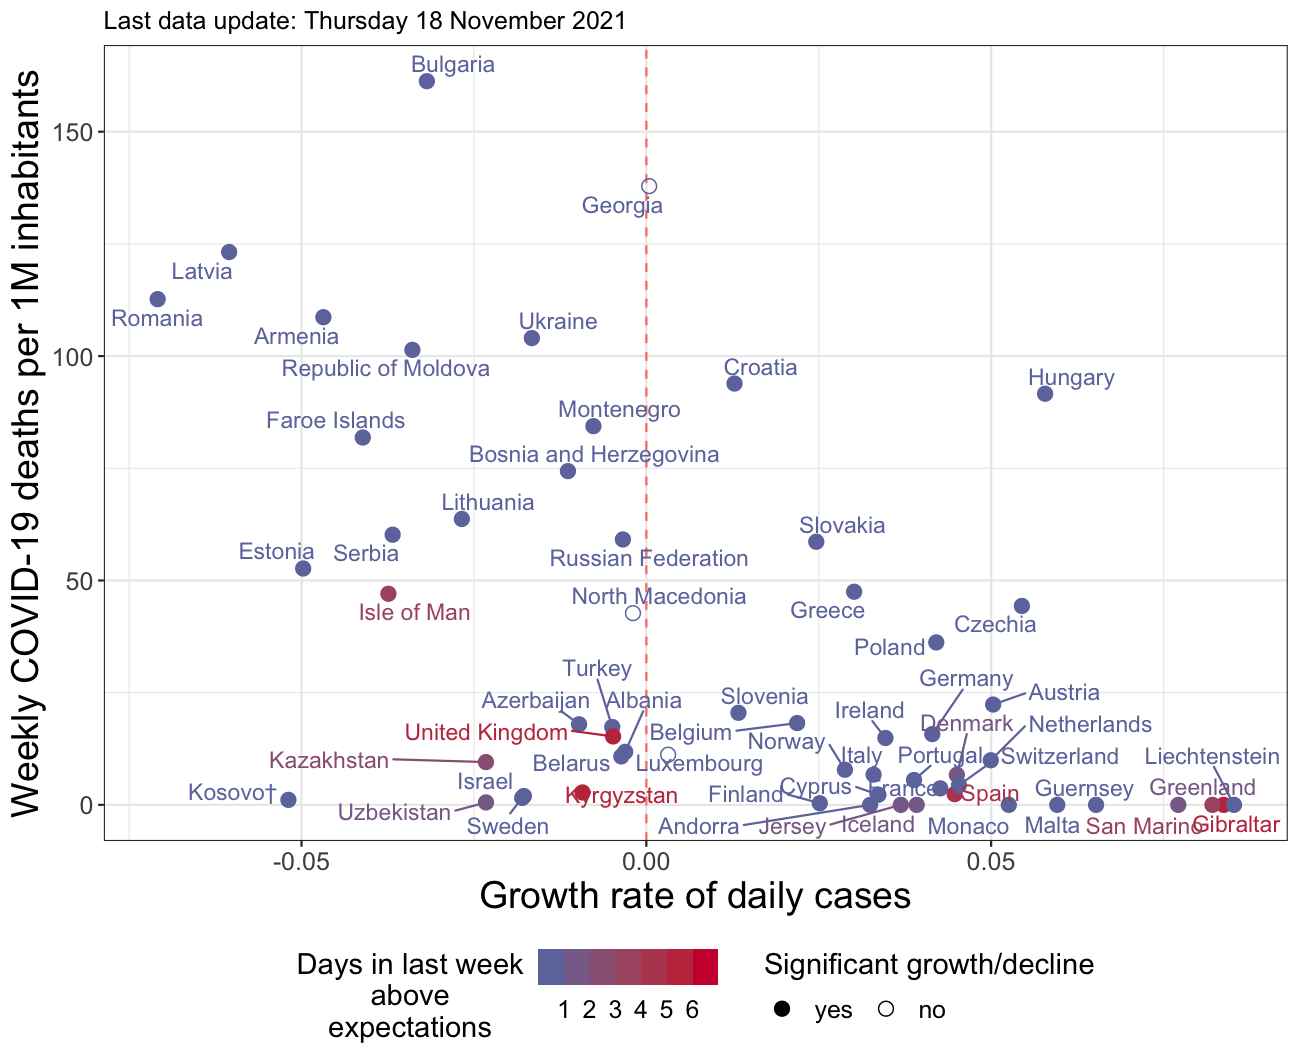 Last data update: Thursday 18 November 2021
Weekly COVID-19 deaths per 1M inhabitants
150
100
50
0
Bulgaria
Georgia
Latvia
Romania
Armenia
Ukraine
Republic of Moldova
Croatia
Hungary
Faroe Islands
Montenegro
Bosnia and Herzegovina
Lithuania
Slovakia
Estonia
Serbia
Russian Federation
North Macedonia
Isle of Man
Greece
Czechia
Poland
Turkey
Germany
Austria
Azerbaijan
Albania
Slovenia
Ireland
Denmark
Netherlands
United Kingdom
Belgium
Norway
Italy
Portugal
Switzerland
Liechtenstein
Kazakhstan
Belarus
Luxembourg
Israel
Cyprus
France
Spain
Guernsey
Greenland
Kosovo†
Kyrgyzstan
Finland
Uzbekistan
Sweden
Andorra
Jersey
Iceland
Monaco
Malta
San Marino
Gibraltar
-0.05
0.00
0.05
Growth rate of daily cases
Days in last week
above
expectations
1 2 3 4 5 6
Significant growth/decline
yes
no